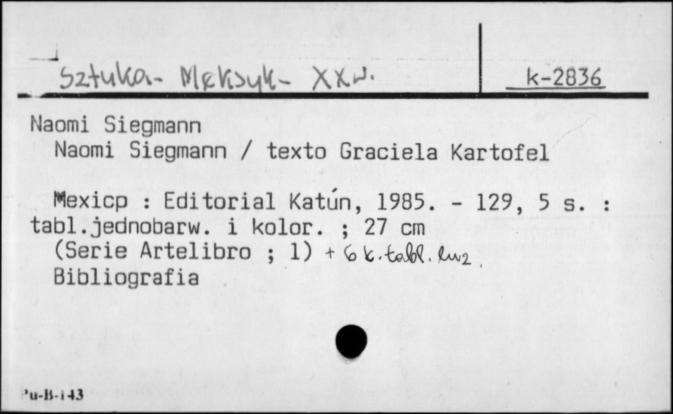 Sztuka - Meksyk - XX w.
k-2836
Naomi Siegmann
Naomi Siegmann / texto Graciela Kartofel
Mexicp : Editorial Katún, 1985. - 129, 5 s. :
tabl.jednobarw. i kolor. ; 27 cm
(Serie Artelibro ; 1) + 6 k. tabl. luz.
Bibliografia
Pu-B-143